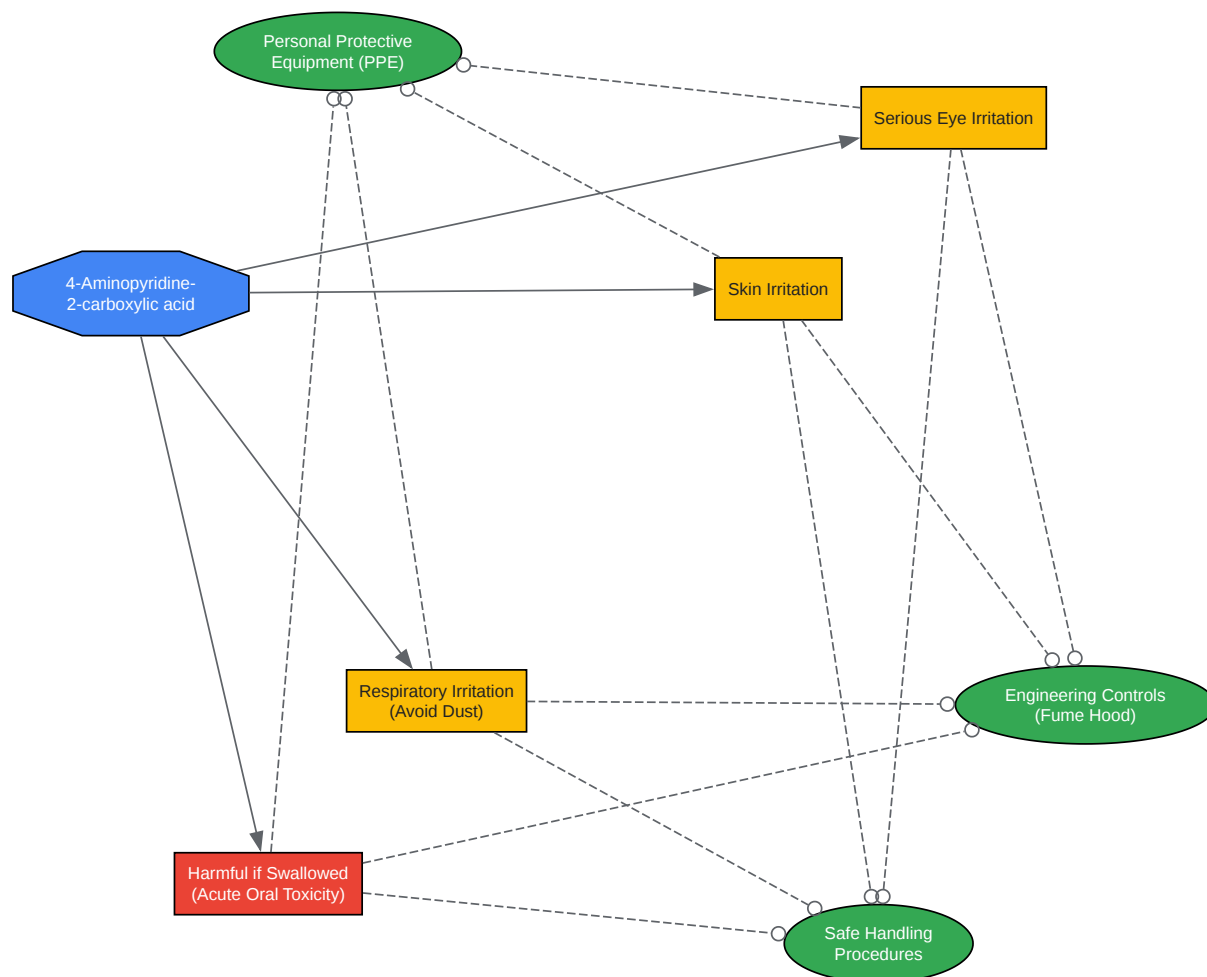 Personal Protective
Equipment (PPE)
Serious Eye Irritation
4-Aminopyridine-
2-carboxylic acid
Skin Irritation
Respiratory Irritation
(Avoid Dust)
Engineering Controls
(Fume Hood)
Harmful if Swallowed
(Acute Oral Toxicity)
Safe Handling
Procedures